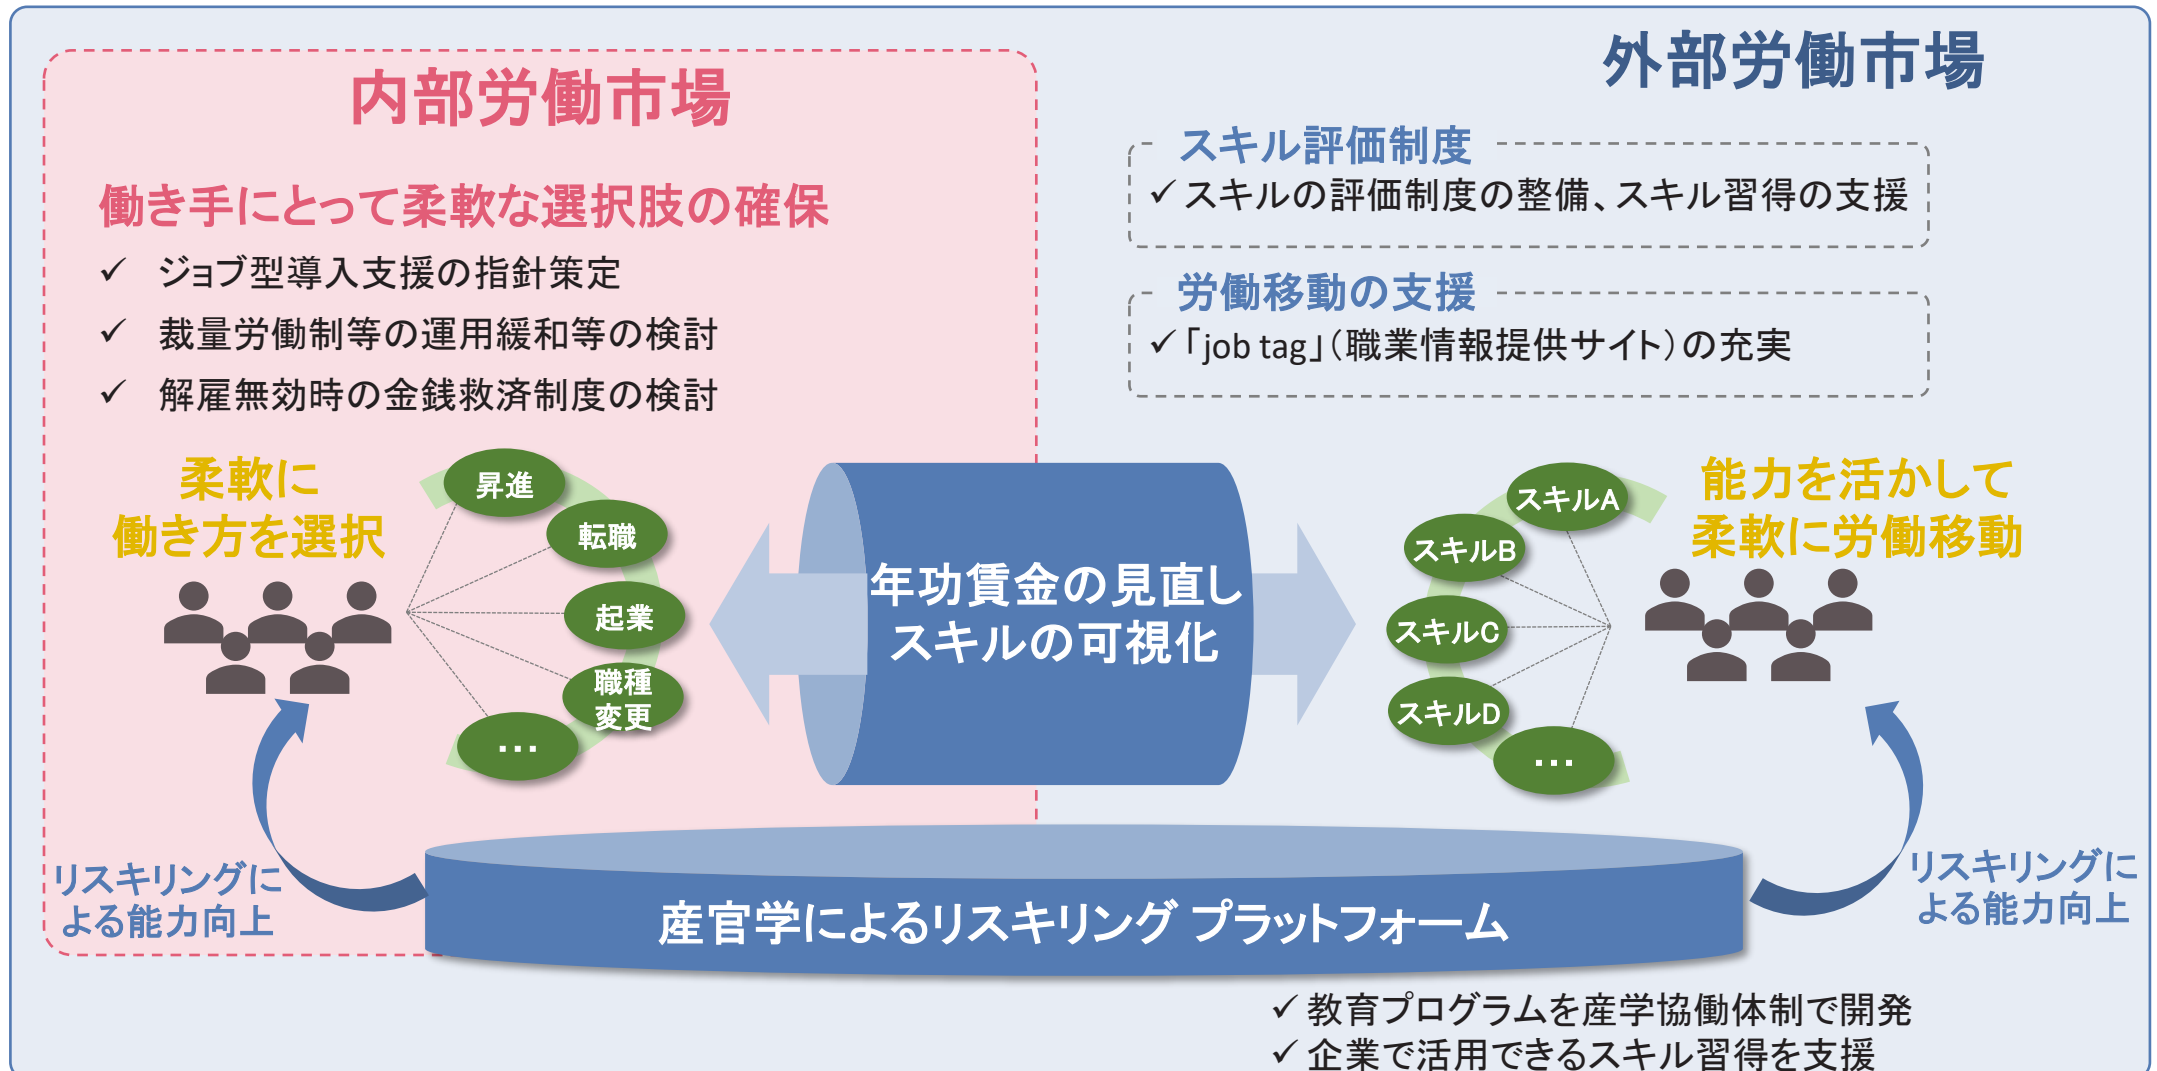 内部労働市場
働き手にとって柔軟な選択肢の確保
✓ ジョブ型導入支援の指針策定
✓ 裁量労働制等の運用緩和等の検討
✓ 解雇無効時の金銭救済制度の検討
柔軟に
働き方を選択
昇進
転職
起業
職種
変更
…
リスキリングに
よる能力向上
年功賃金の見直し
スキルの可視化
外部労働市場
スキル評価制度
✓ スキルの評価制度の整備、スキル習得の支援
労働移動の支援
✓ 「job tag」（職業情報提供サイト）の充実
スキルA
スキルB
スキルC
スキルD
…
能力を活かして
柔軟に労働移動
リスキリングに
よる能力向上
産官学によるリスキリング プラットフォーム
✓ 教育プログラムを産学協働体制で開発
✓ 企業で活用できるスキル習得を支援